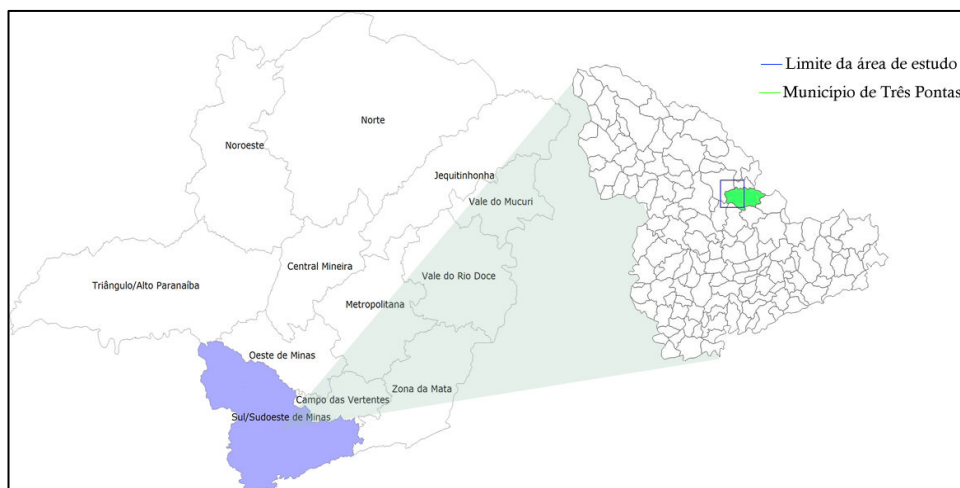 Limite da área de estudo
Município de Três Pontas
Norte
Noroeste
Jequitinhonha
Vale do Mucuri
Central Mineira
Vale do Rio Doce
Triângulo/Alto Paranaíba
Metropolitana
Oeste de Minas
Zona da Mata
Campo das Vertentes
Sul/Sudoeste de Minas